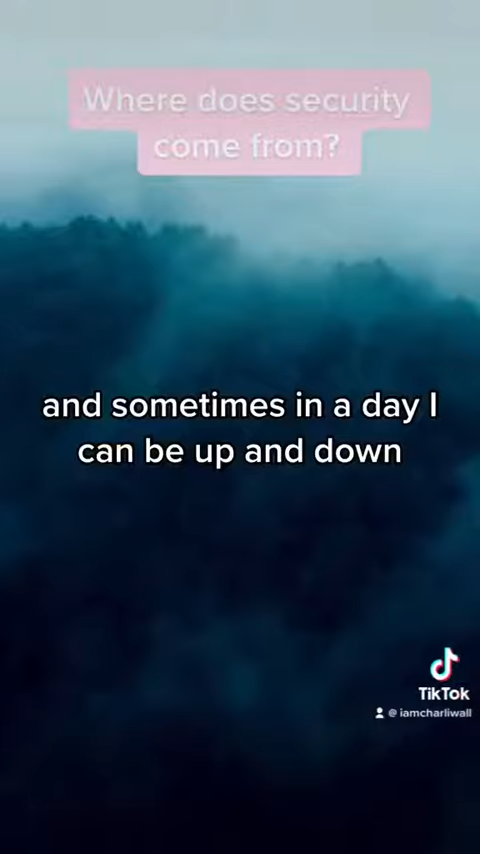 Where does security
come from?
and sometimes in a day I
can be up and down
TikTok
@ iamcharliwall